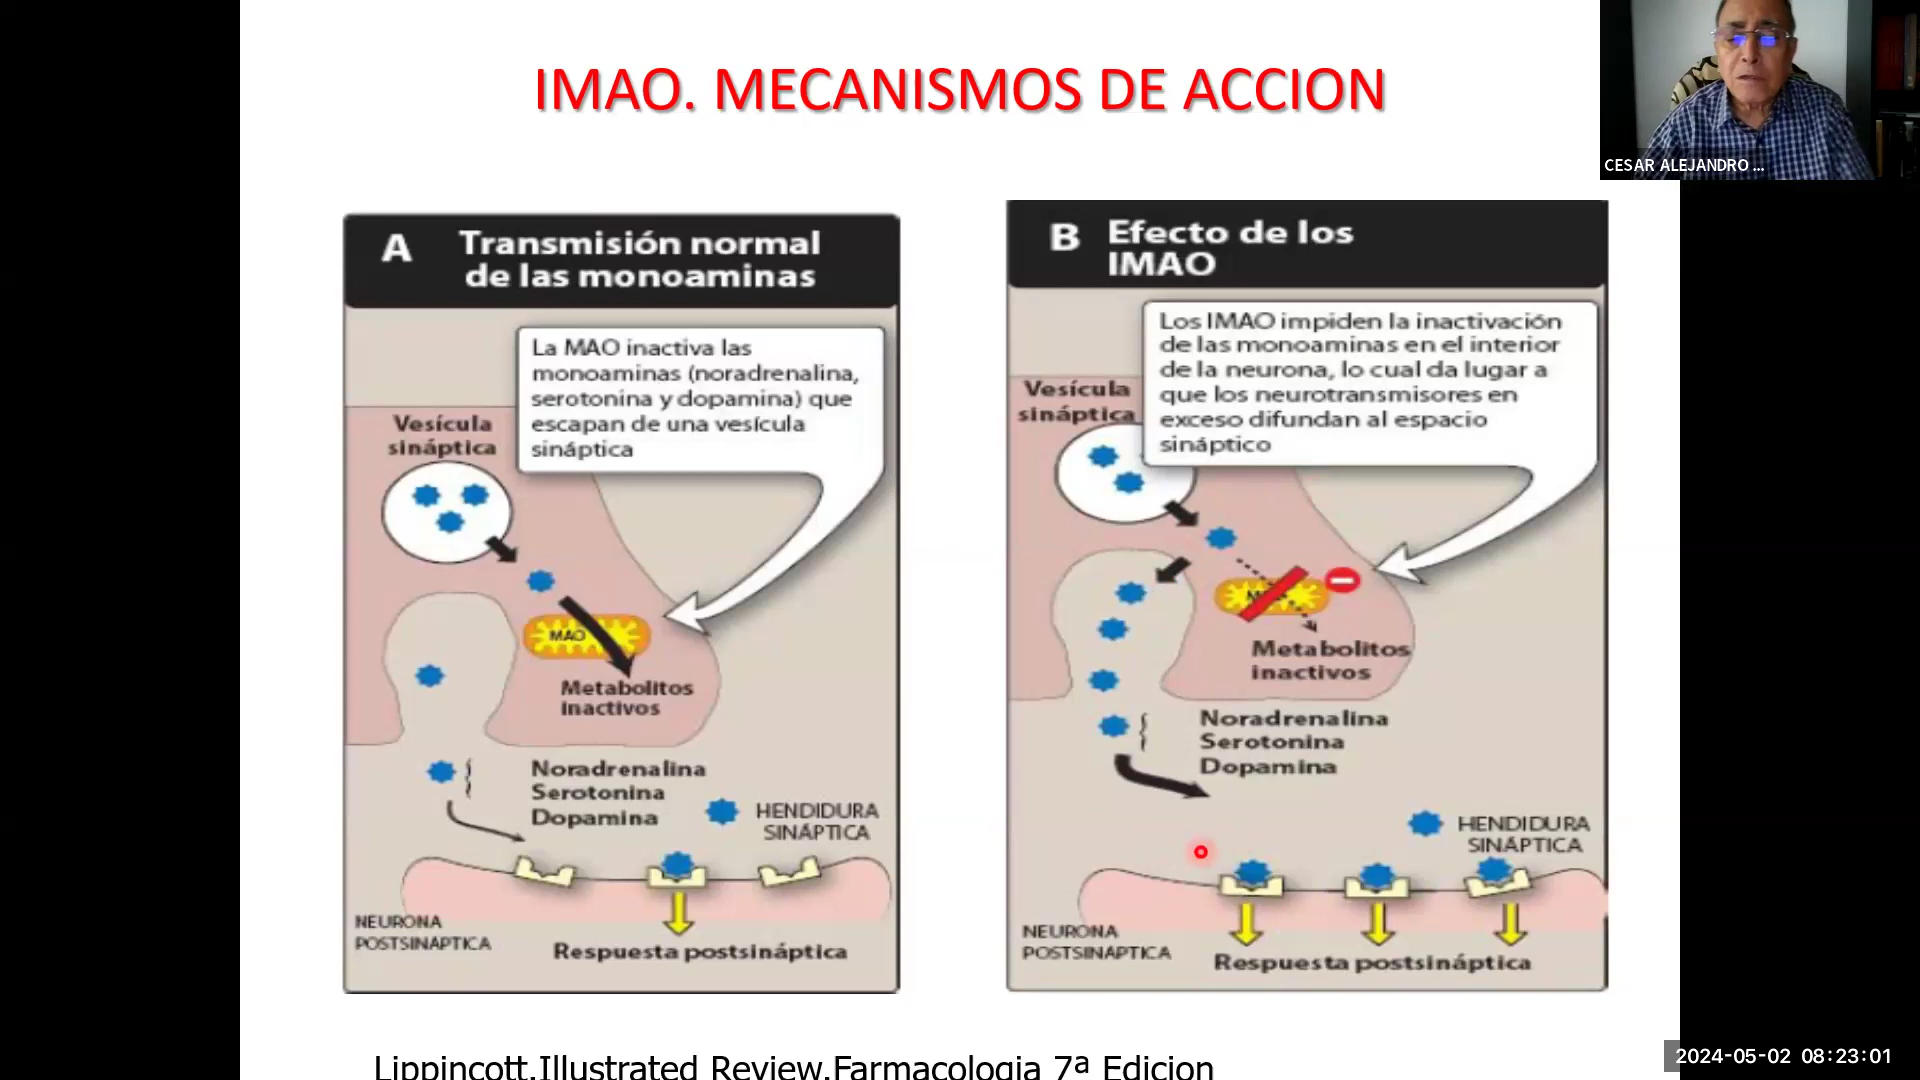 IMAO. MECANISMOS DE ACCION
CESAR ALEJANDRO ...
A
Transmisión normal
de las monoaminas
La MAO inactiva las
monoaminas (noradrenalina,
serotonina y dopamina) que
escapan de una vesícula
sináptica
Vesícula
sináptica
MAO
Metabolitos
inactivos
Noradrenalina
Serotonina
Dopamina
HENDIDURA
SINÁPTICA
NEURONA
POSTSINÁPTICA
Respuesta postsináptica
B
Efecto de los
IMAO
Los IMAO impiden la inactivación
de las monoaminas en el interior
de la neurona, lo cual da lugar a
que los neurotransmisores en
exceso difundan al espacio
sináptico
Vesícula
sináptica
Metabolitos
inactivos
Noradrenalina
Serotonina
Dopamina
HENDIDURA
SINÁPTICA
NEURONA
POSTSINÁPTICA
Respuesta postsináptica
Lippincott.Illustrated Review.Farmacologia 7ª Edicion
2024-05-02 08:23:01